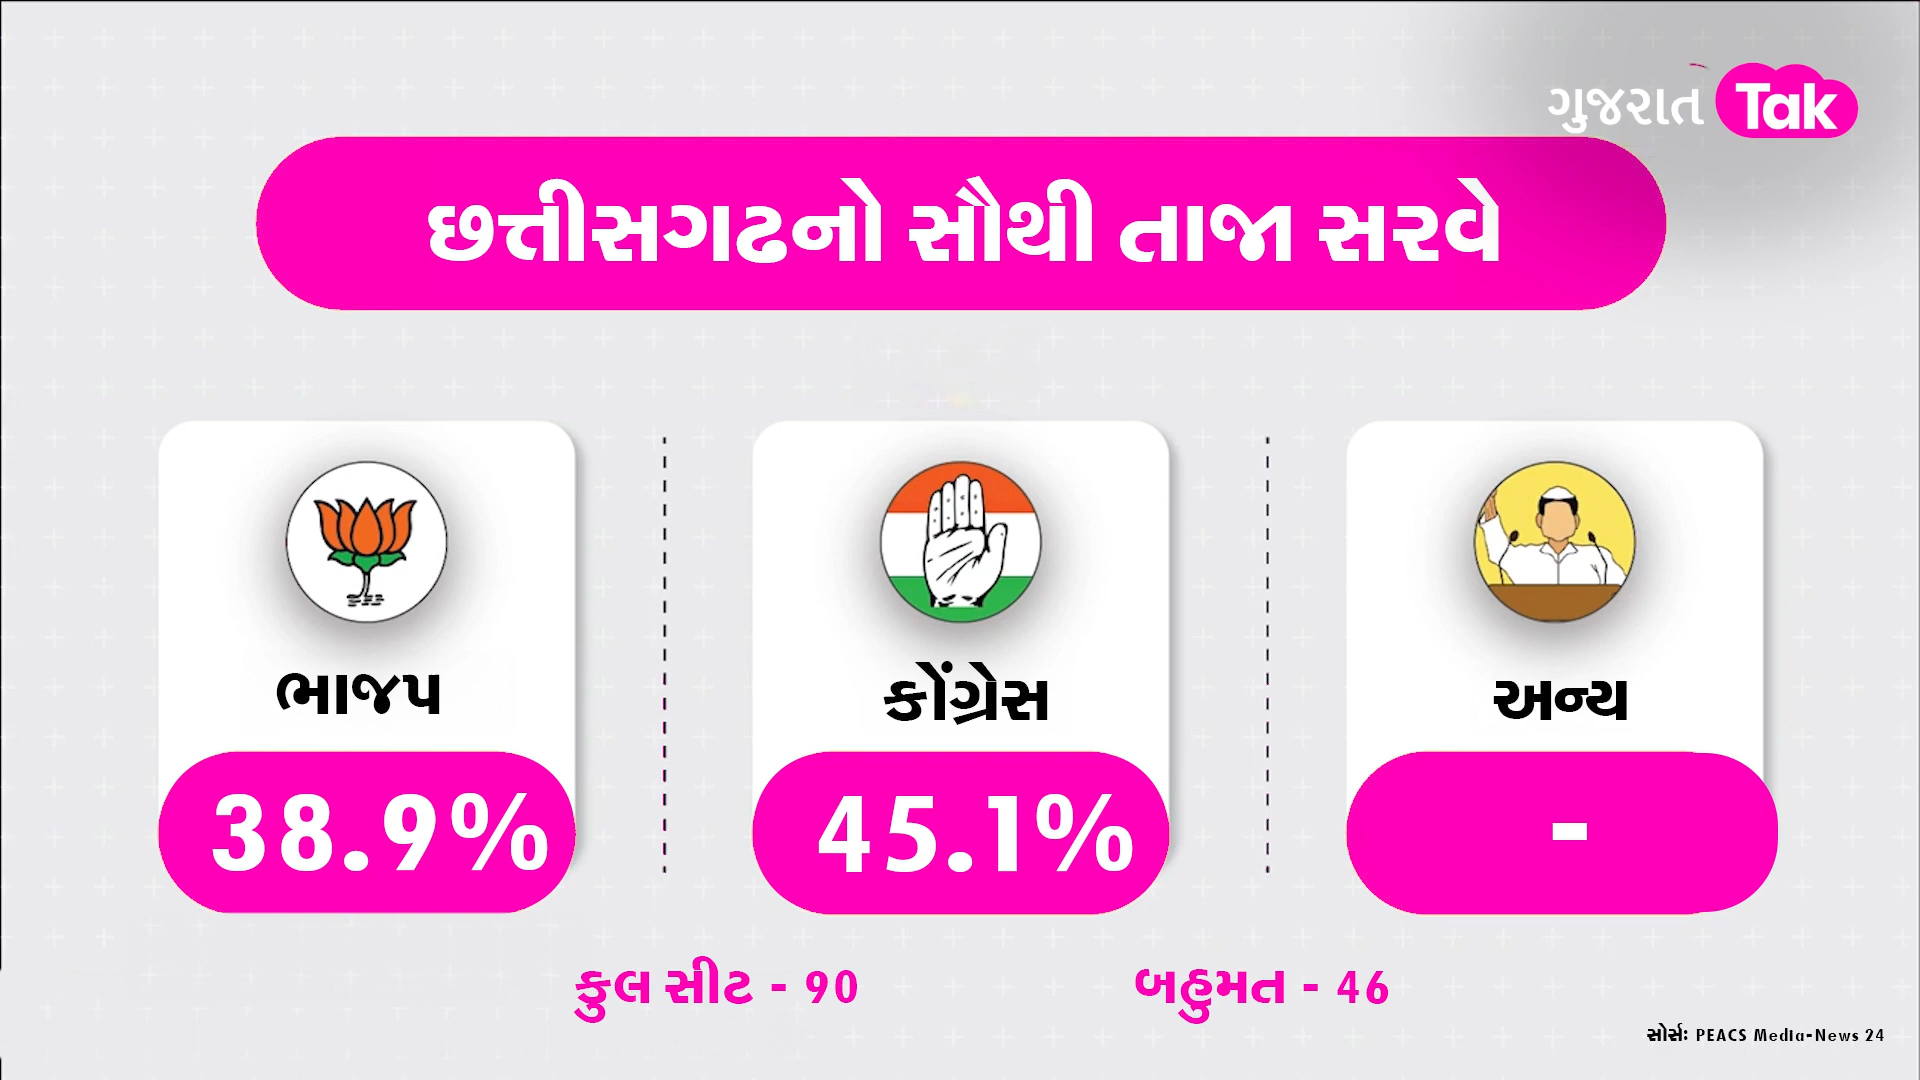 ગુજરાત Tak
છત્તીસગઢનો સૌથી તાજા સરવે
ભાજપ
38.9%
કોંગ્રેસ
45.1%
અન્ય
-
કુલ સીટ - 90
બહુમત - 46
સોર્સઃ PEACS Media-News 24